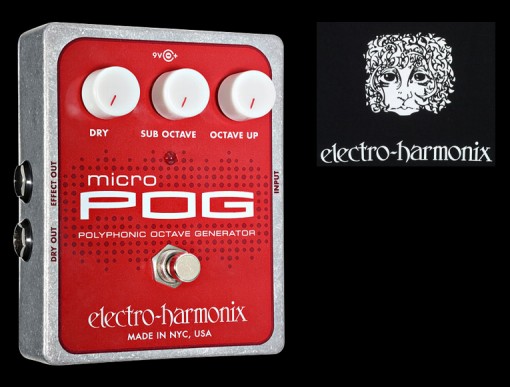 9V +
DRY
SUB OCTAVE
OCTAVE UP
EFFECT OUT
INPUT
DRY OUT
micro
POG
POLYPHONIC OCTAVE GENERATOR
electro-harmonix
MADE IN NYC, USA
electro-harmonix